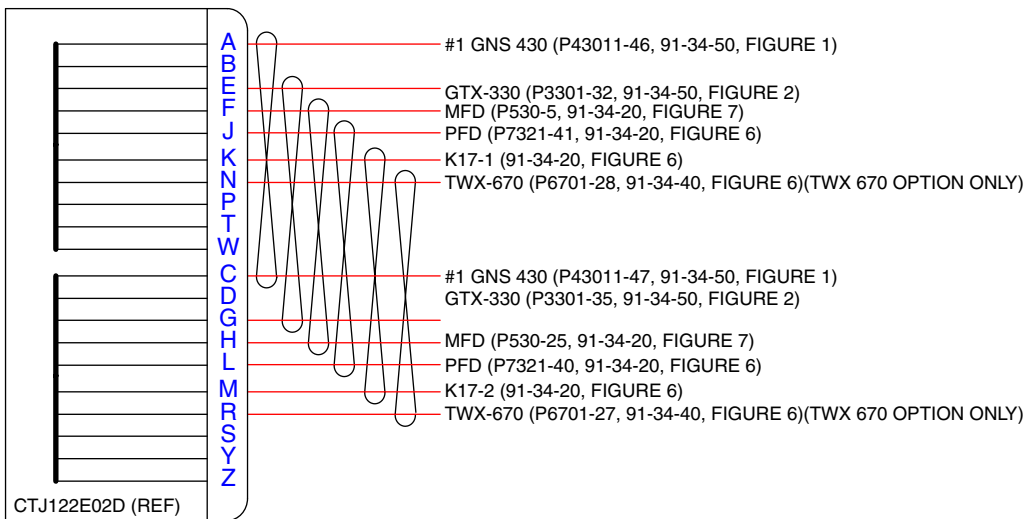 A #1 GNS 430 (P43011-46, 91-34-50, FIGURE 1)
B
E GTX-330 (P3301-32, 91-34-50, FIGURE 2)
F MFD (P530-5, 91-34-20, FIGURE 7)
J PFD (P7321-41, 91-34-20, FIGURE 6)
K K17-1 (91-34-20, FIGURE 6)
N TWX-670 (P6701-28, 91-34-40, FIGURE 6)(TWX 670 OPTION ONLY)
P
T
W
C #1 GNS 430 (P43011-47, 91-34-50, FIGURE 1)
D GTX-330 (P3301-35, 91-34-50, FIGURE 2)
G
H MFD (P530-25, 91-34-20, FIGURE 7)
L PFD (P7321-40, 91-34-20, FIGURE 6)
M K17-2 (91-34-20, FIGURE 6)
R TWX-670 (P6701-27, 91-34-40, FIGURE 6)(TWX 670 OPTION ONLY)
S
Y
Z
CTJ122E02D (REF)